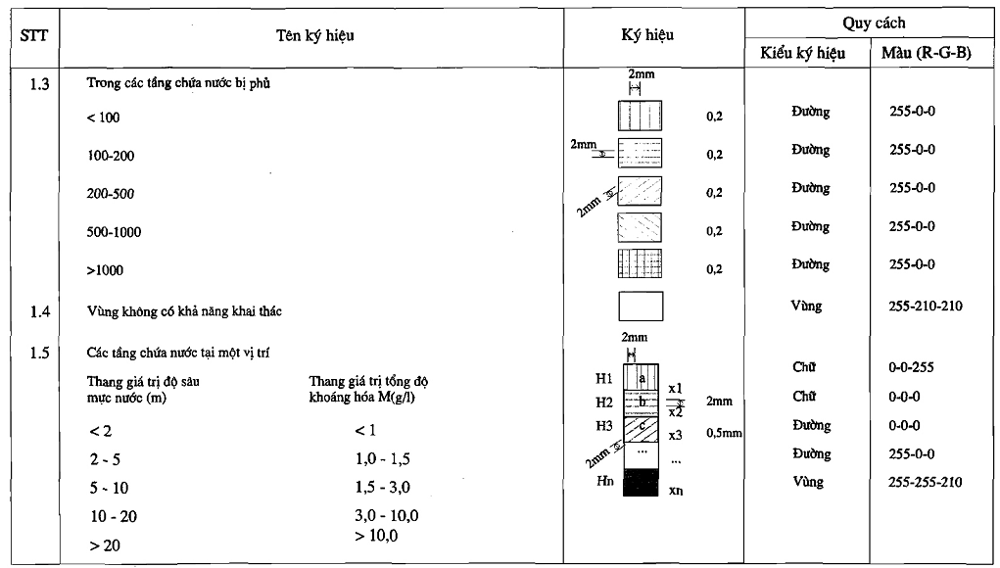 STT Tên ký hiệu Ký hiệu Quy cách
Kiểu ký hiệu Màu (R-G-B)
1.3 Trong các tầng chứa nước bị phủ 2mm
< 100 0,2 Đường 255-0-0
100-200 2mm 0,2 Đường 255-0-0
200-500 2mm 0,2 Đường 255-0-0
500-1000 0,2 Đường 255-0-0
>1000 0,2 Đường 255-0-0
1.4 Vùng không có khả năng khai thác Vùng 255-210-210
1.5 Các tầng chứa nước tại một vị trí 2mm
Thang giá trị độ sâu Thang giá trị tổng độ H1 a x1 Chữ 0-0-255
mực nước (m) khoáng hóa M(g/l) H2 b x2 2mm Chữ 0-0-0
< 2 < 1 H3 c x3 0,5mm Đường 0-0-0
2 - 5 1,0 - 1,5 2mm ... ... Đường 255-0-0
5 - 10 1,5 - 3,0 Hn xn Vùng 255-255-210
10 - 20 3,0 - 10,0
> 20 > 10,0